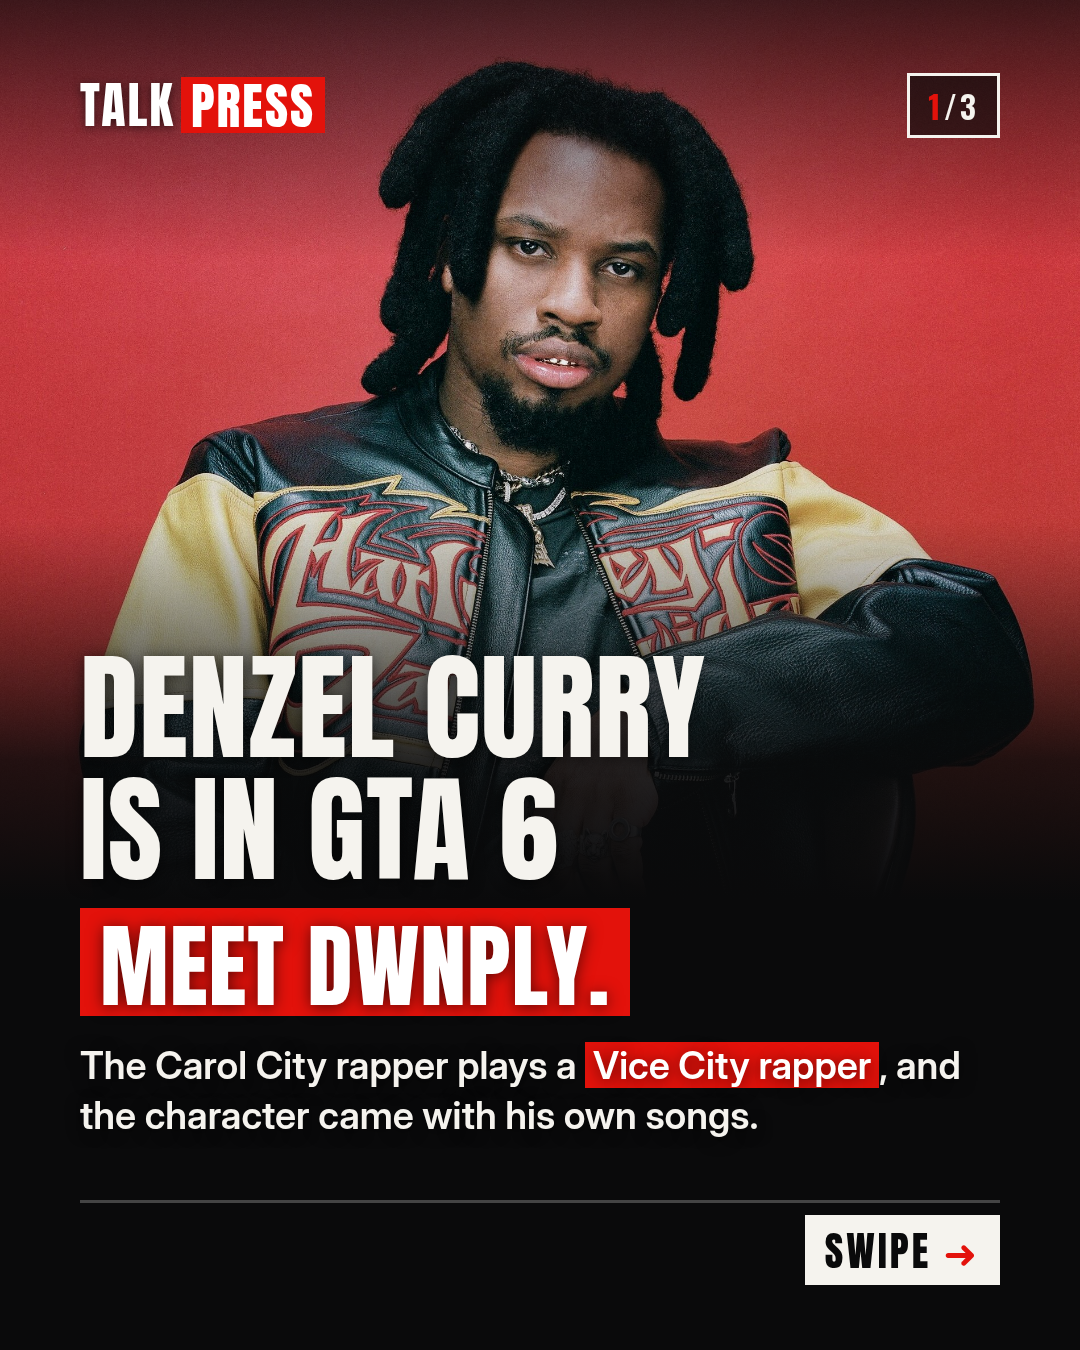 TALK PRESS
1/3
Harley
DENZEL CURRY
IS IN GTA 6
MEET DWNPLY.
The Carol City rapper plays a Vice City rapper, and
the character came with his own songs.
SWIPE →